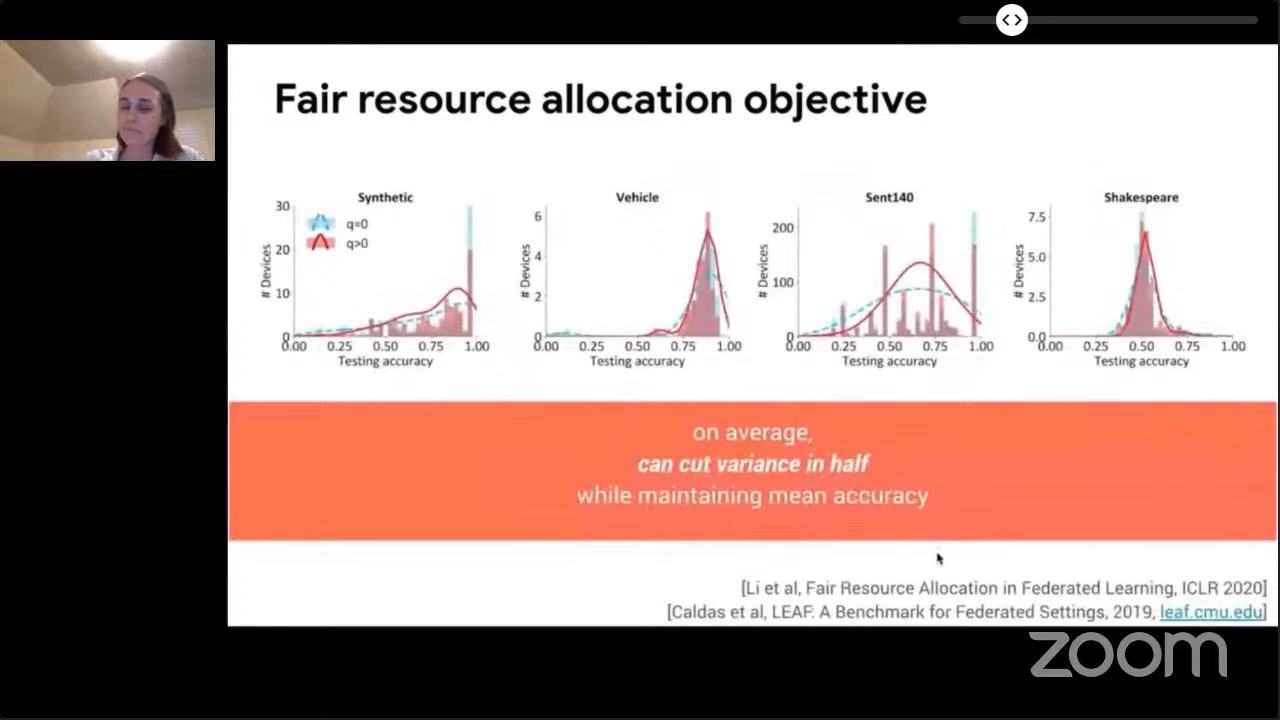 Fair resource allocation objective
Synthetic
30
20
10
0
# Devices
q=0
q>0
0.00 0.25 0.50 0.75 1.00
Testing accuracy
Vehicle
6
4
2
0
# Devices
0.00 0.25 0.50 0.75 1.00
Testing accuracy
Sent140
200
100
0
# Devices
0.00 0.25 0.50 0.75 1.00
Testing accuracy
Shakespeare
7.5
5.0
2.5
0.0
# Devices
0.00 0.25 0.50 0.75 1.00
Testing accuracy
on average,
can cut variance in half
while maintaining mean accuracy
[Li et al, Fair Resource Allocation in Federated Learning, ICLR 2020]
[Caldas et al, LEAF: A Benchmark for Federated Settings, 2019, leaf.cmu.edu]
zoom